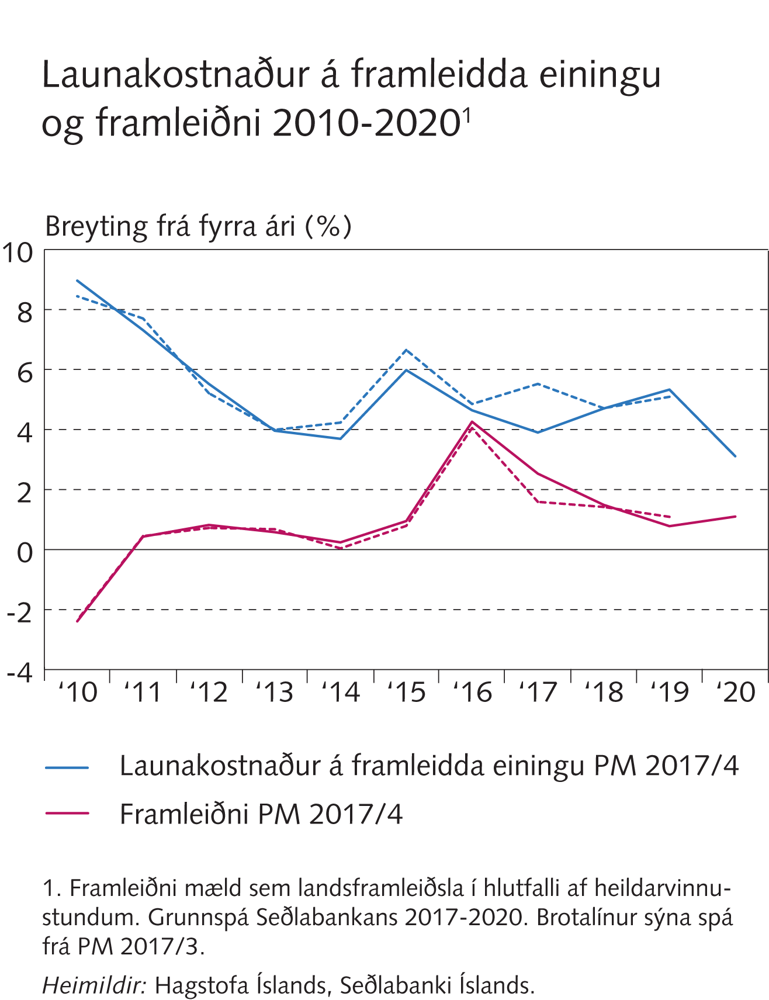 Launakostnaður á framleidda einingu
og framleiðni 2010-2020¹
Breyting frá fyrra ári (%)
10
8
6
4
2
0
-2
-4
‘10 ‘11 ‘12 ‘13 ‘14 ‘15 ‘16 ‘17 ‘18 ‘19 ‘20
Launakostnaður á framleidda einingu PM 2017/4
Framleiðni PM 2017/4
1. Framleiðni mæld sem landsframleiðsla í hlutfalli af heildarvinnu-
stundum. Grunnspá Seðlabankans 2017-2020. Brotalínur sýna spá
frá PM 2017/3.
Heimildir: Hagstofa Íslands, Seðlabanki Íslands.